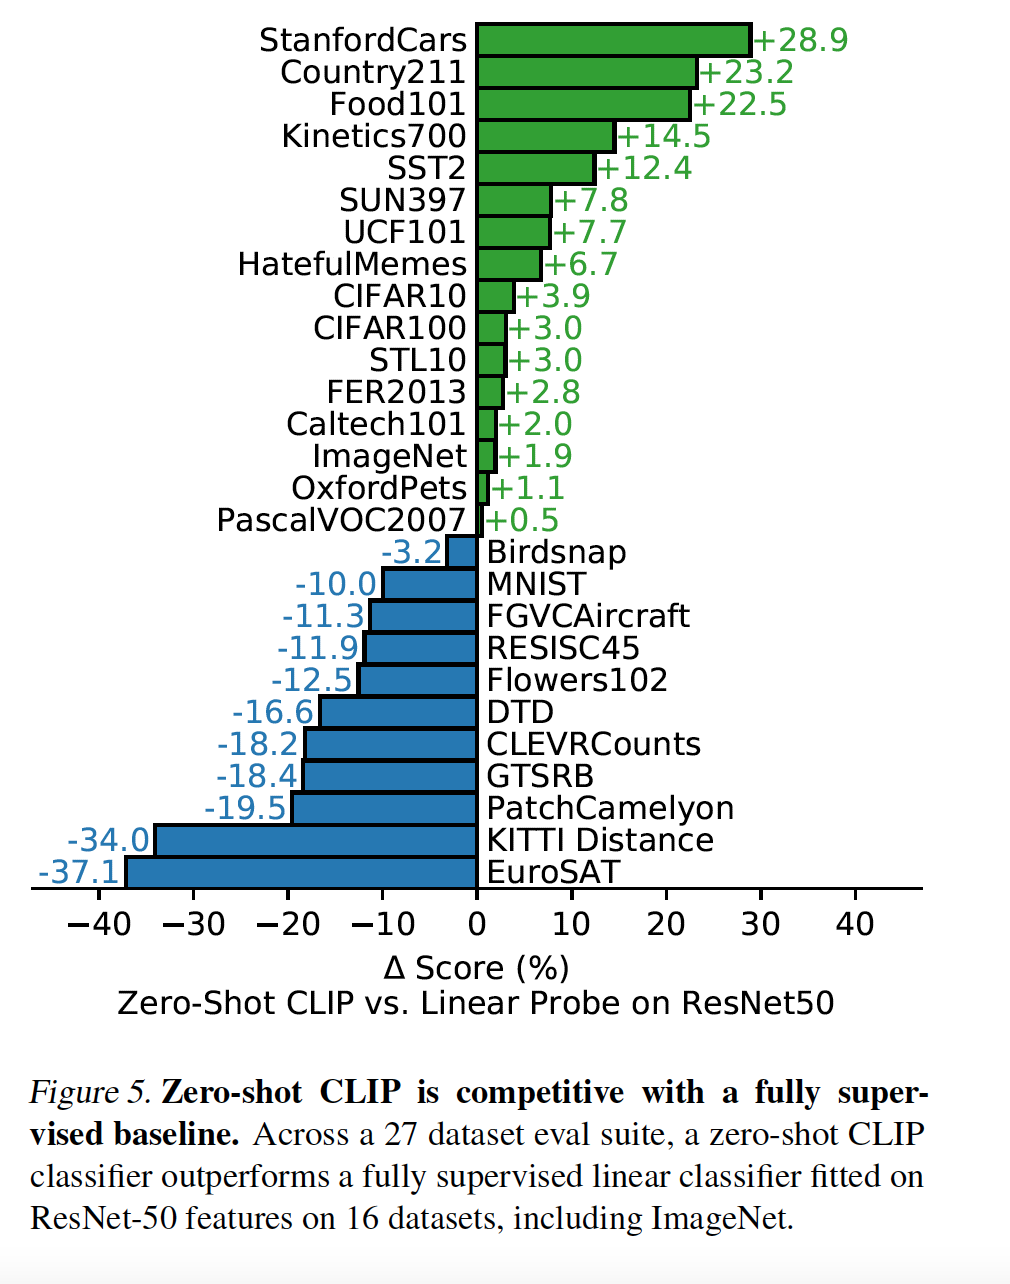 StanfordCars +28.9
Country211 +23.2
Food101 +22.5
Kinetics700 +14.5
SST2 +12.4
SUN397 +7.8
UCF101 +7.7
HatefulMemes +6.7
CIFAR10 +3.9
CIFAR100 +3.0
STL10 +3.0
FER2013 +2.8
Caltech101 +2.0
ImageNet +1.9
OxfordPets +1.1
PascalVOC2007 +0.5
-3.2 Birdsnap
-10.0 MNIST
-11.3 FGVCAircraft
-11.9 RESISC45
-12.5 Flowers102
-16.6 DTD
-18.2 CLEVRCounts
-18.4 GTSRB
-19.5 PatchCamelyon
-34.0 KITTI Distance
-37.1 EuroSAT
−40 −30 −20 −10 0 10 20 30 40
Δ Score (%)
Zero-Shot CLIP vs. Linear Probe on ResNet50
Figure 5. Zero-shot CLIP is competitive with a fully super-
vised baseline. Across a 27 dataset eval suite, a zero-shot CLIP
classifier outperforms a fully supervised linear classifier fitted on
ResNet-50 features on 16 datasets, including ImageNet.